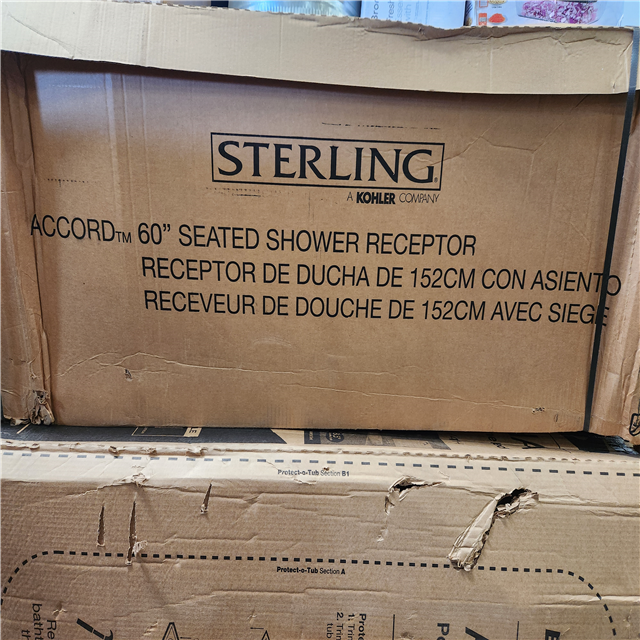 STERLING
A KOHLER COMPANY
ACCORD™ 60" SEATED SHOWER RECEPTOR
RECEPTOR DE DUCHA DE 152CM CON ASIENTO
RECEVEUR DE DOUCHE DE 152CM AVEC SIEGE
Protect-o-Tub Section B1
Protect-o-Tub Section A